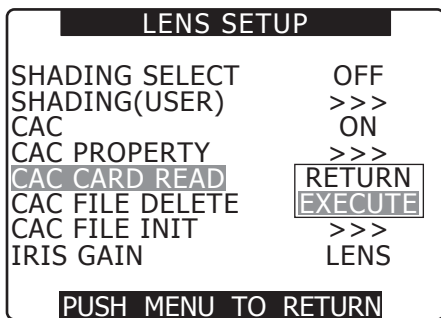 LENS SETUP
SHADING SELECT OFF
SHADING(USER) >>>
CAC ON
CAC PROPERTY >>>
CAC CARD READ RETURN
CAC FILE DELETE EXECUTE
CAC FILE INIT >>>
IRIS GAIN LENS
PUSH MENU TO RETURN